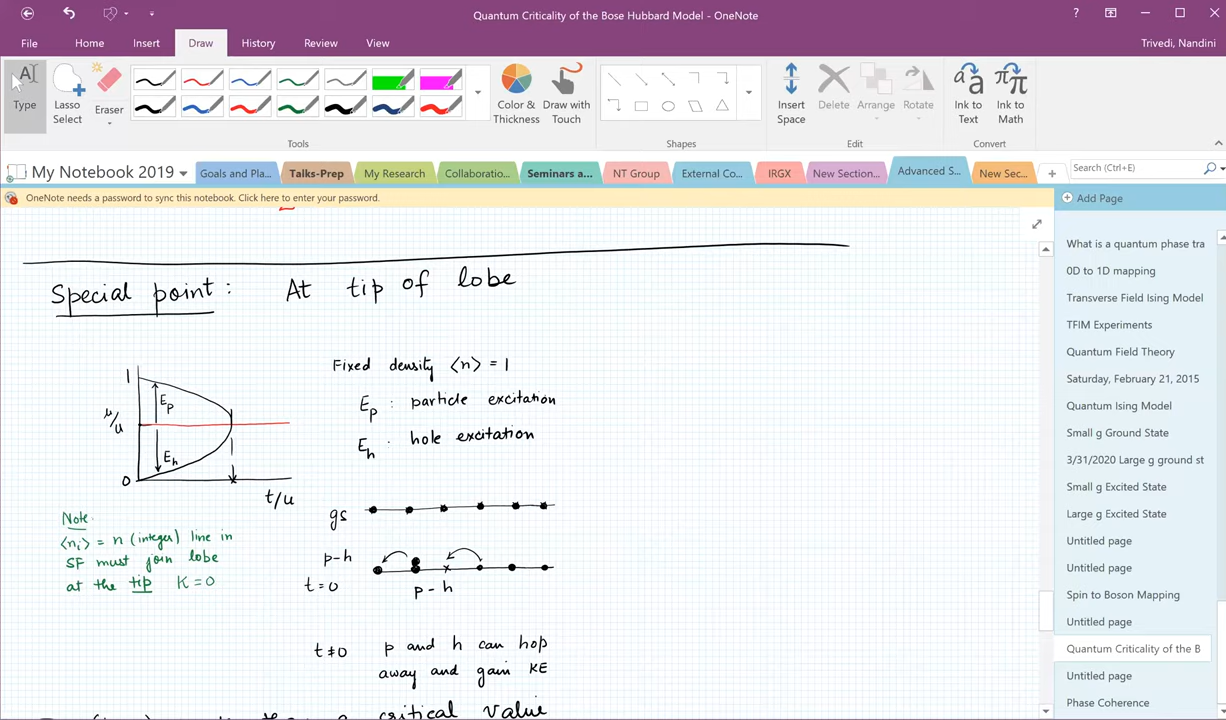 Quantum Criticality of the Bose Hubbard Model - OneNote
File
Home
Insert
Draw
History
Review
View
Trivedi, Nandini
Type
Lasso
Select
Eraser
Color &
Thickness
Draw with
Touch
Insert
Space
Delete
Arrange
Rotate
Ink to
Text
Ink to
Math
Tools
Shapes
Edit
Convert
My Notebook 2019
Goals and Pla...
Talks-Prep
My Research
Collaboratio...
Seminars a...
NT Group
External Co...
IRGX
New Section...
Advanced S...
New Sec...
Search (Ctrl+E)
OneNote needs a password to sync this notebook. Click here to enter your password.
Add Page
What is a quantum phase tra
0D to 1D mapping
Transverse Field Ising Model
TFIM Experiments
Quantum Field Theory
Saturday, February 21, 2015
Quantum Ising Model
Small g Ground State
3/31/2020 Large g ground st
Small g Excited State
Large g Excited State
Untitled page
Untitled page
Spin to Boson Mapping
Untitled page
Quantum Criticality of the B
Untitled page
Phase Coherence
Special point: At tip of lobe
1
μ/u
0
Ep
Eh
t/u
Fixed density ⟨n⟩ = 1
Ep : particle excitation
Eh : hole excitation
Note:
⟨ni⟩ = n (integer) line in
SF must join lobe
at the tip K=0
gs
p-h
t=0
p - h
t≠0 p and h can hop
away and gain KE
critical value